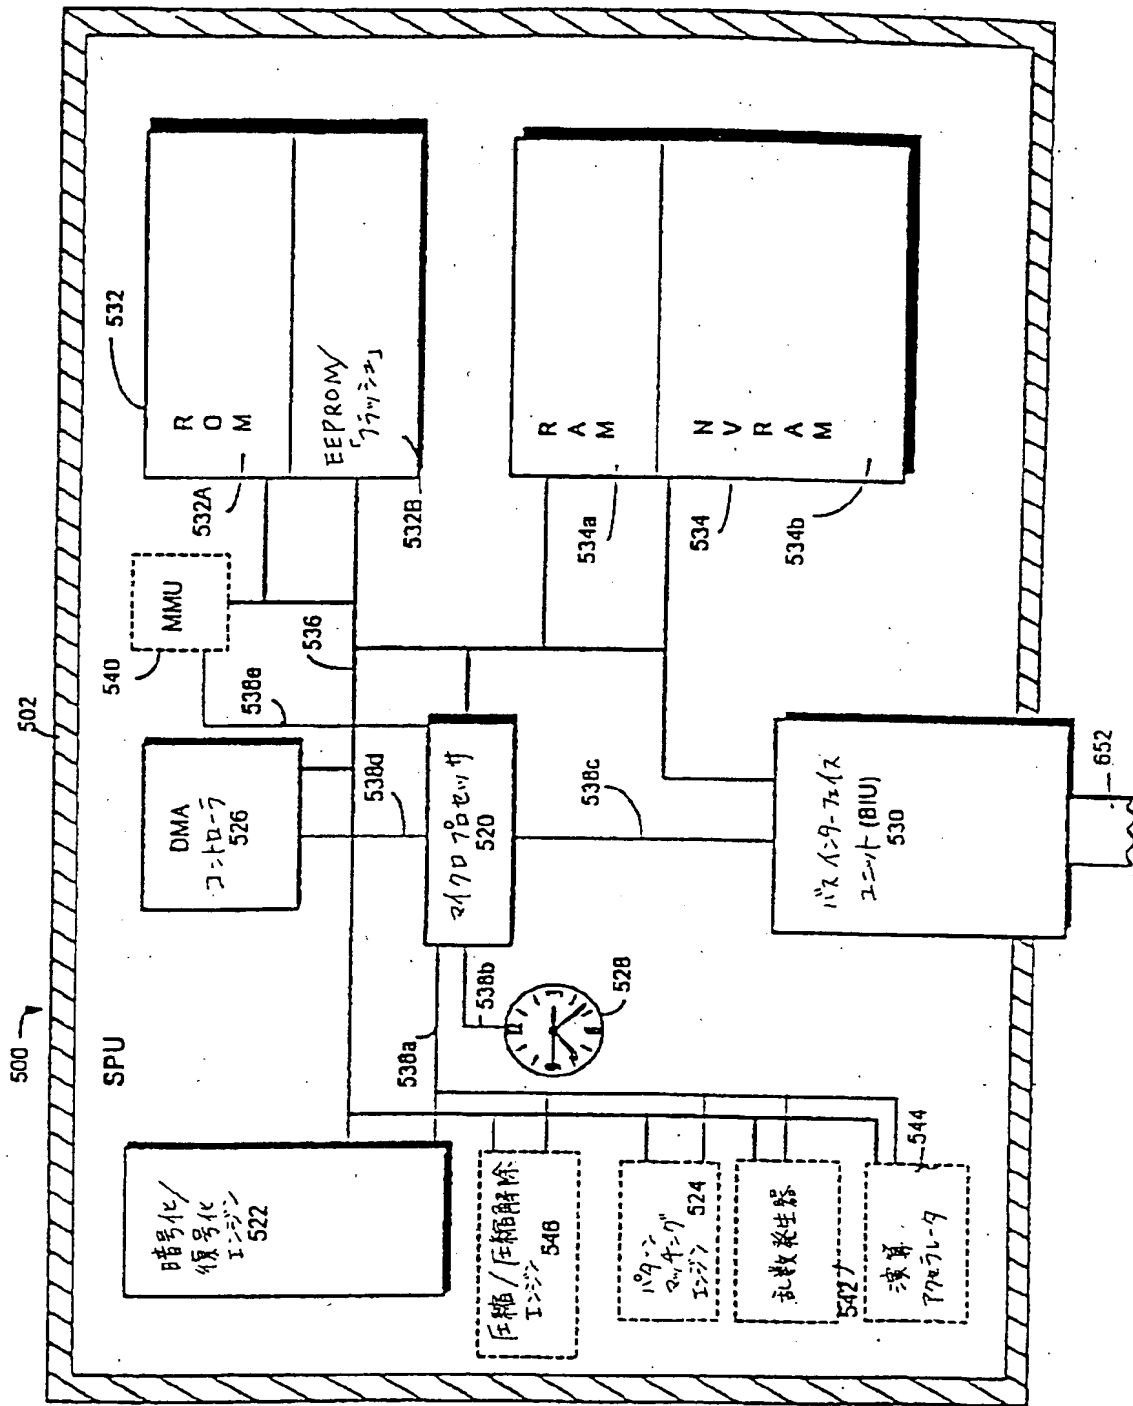 500
502
SPU
暗号化/
復号化
エンジン
522
DMA
コントローラ
526
540
MMU
538e
536
538d
532
R O M
532A
EEPROM/
「フラッシュ」
532B
マイクロプロセッサ
520
538a
538b
528
538c
R A M
534a
534
N V R A M
534b
圧縮/圧縮解除
エンジン 546
パターン
マッチング
エンジン 524
乱数発生器
542
演算
アクセラレータ
544
バスインターフェイス
ユニット(BIU)
530
652